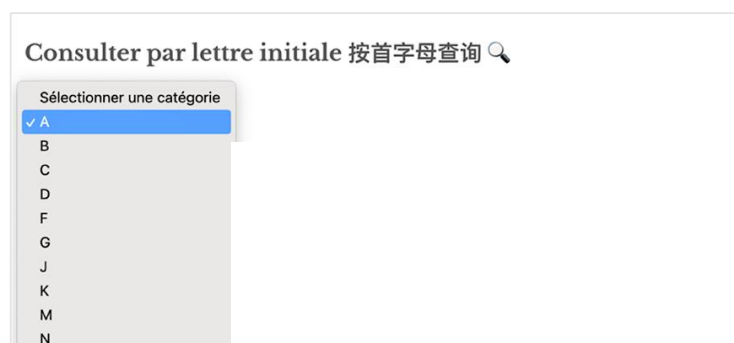 Consulter par lettre initiale 按首字母查询
Sélectionner une catégorie
✓ A
B
C
D
F
G
J
K
M
N